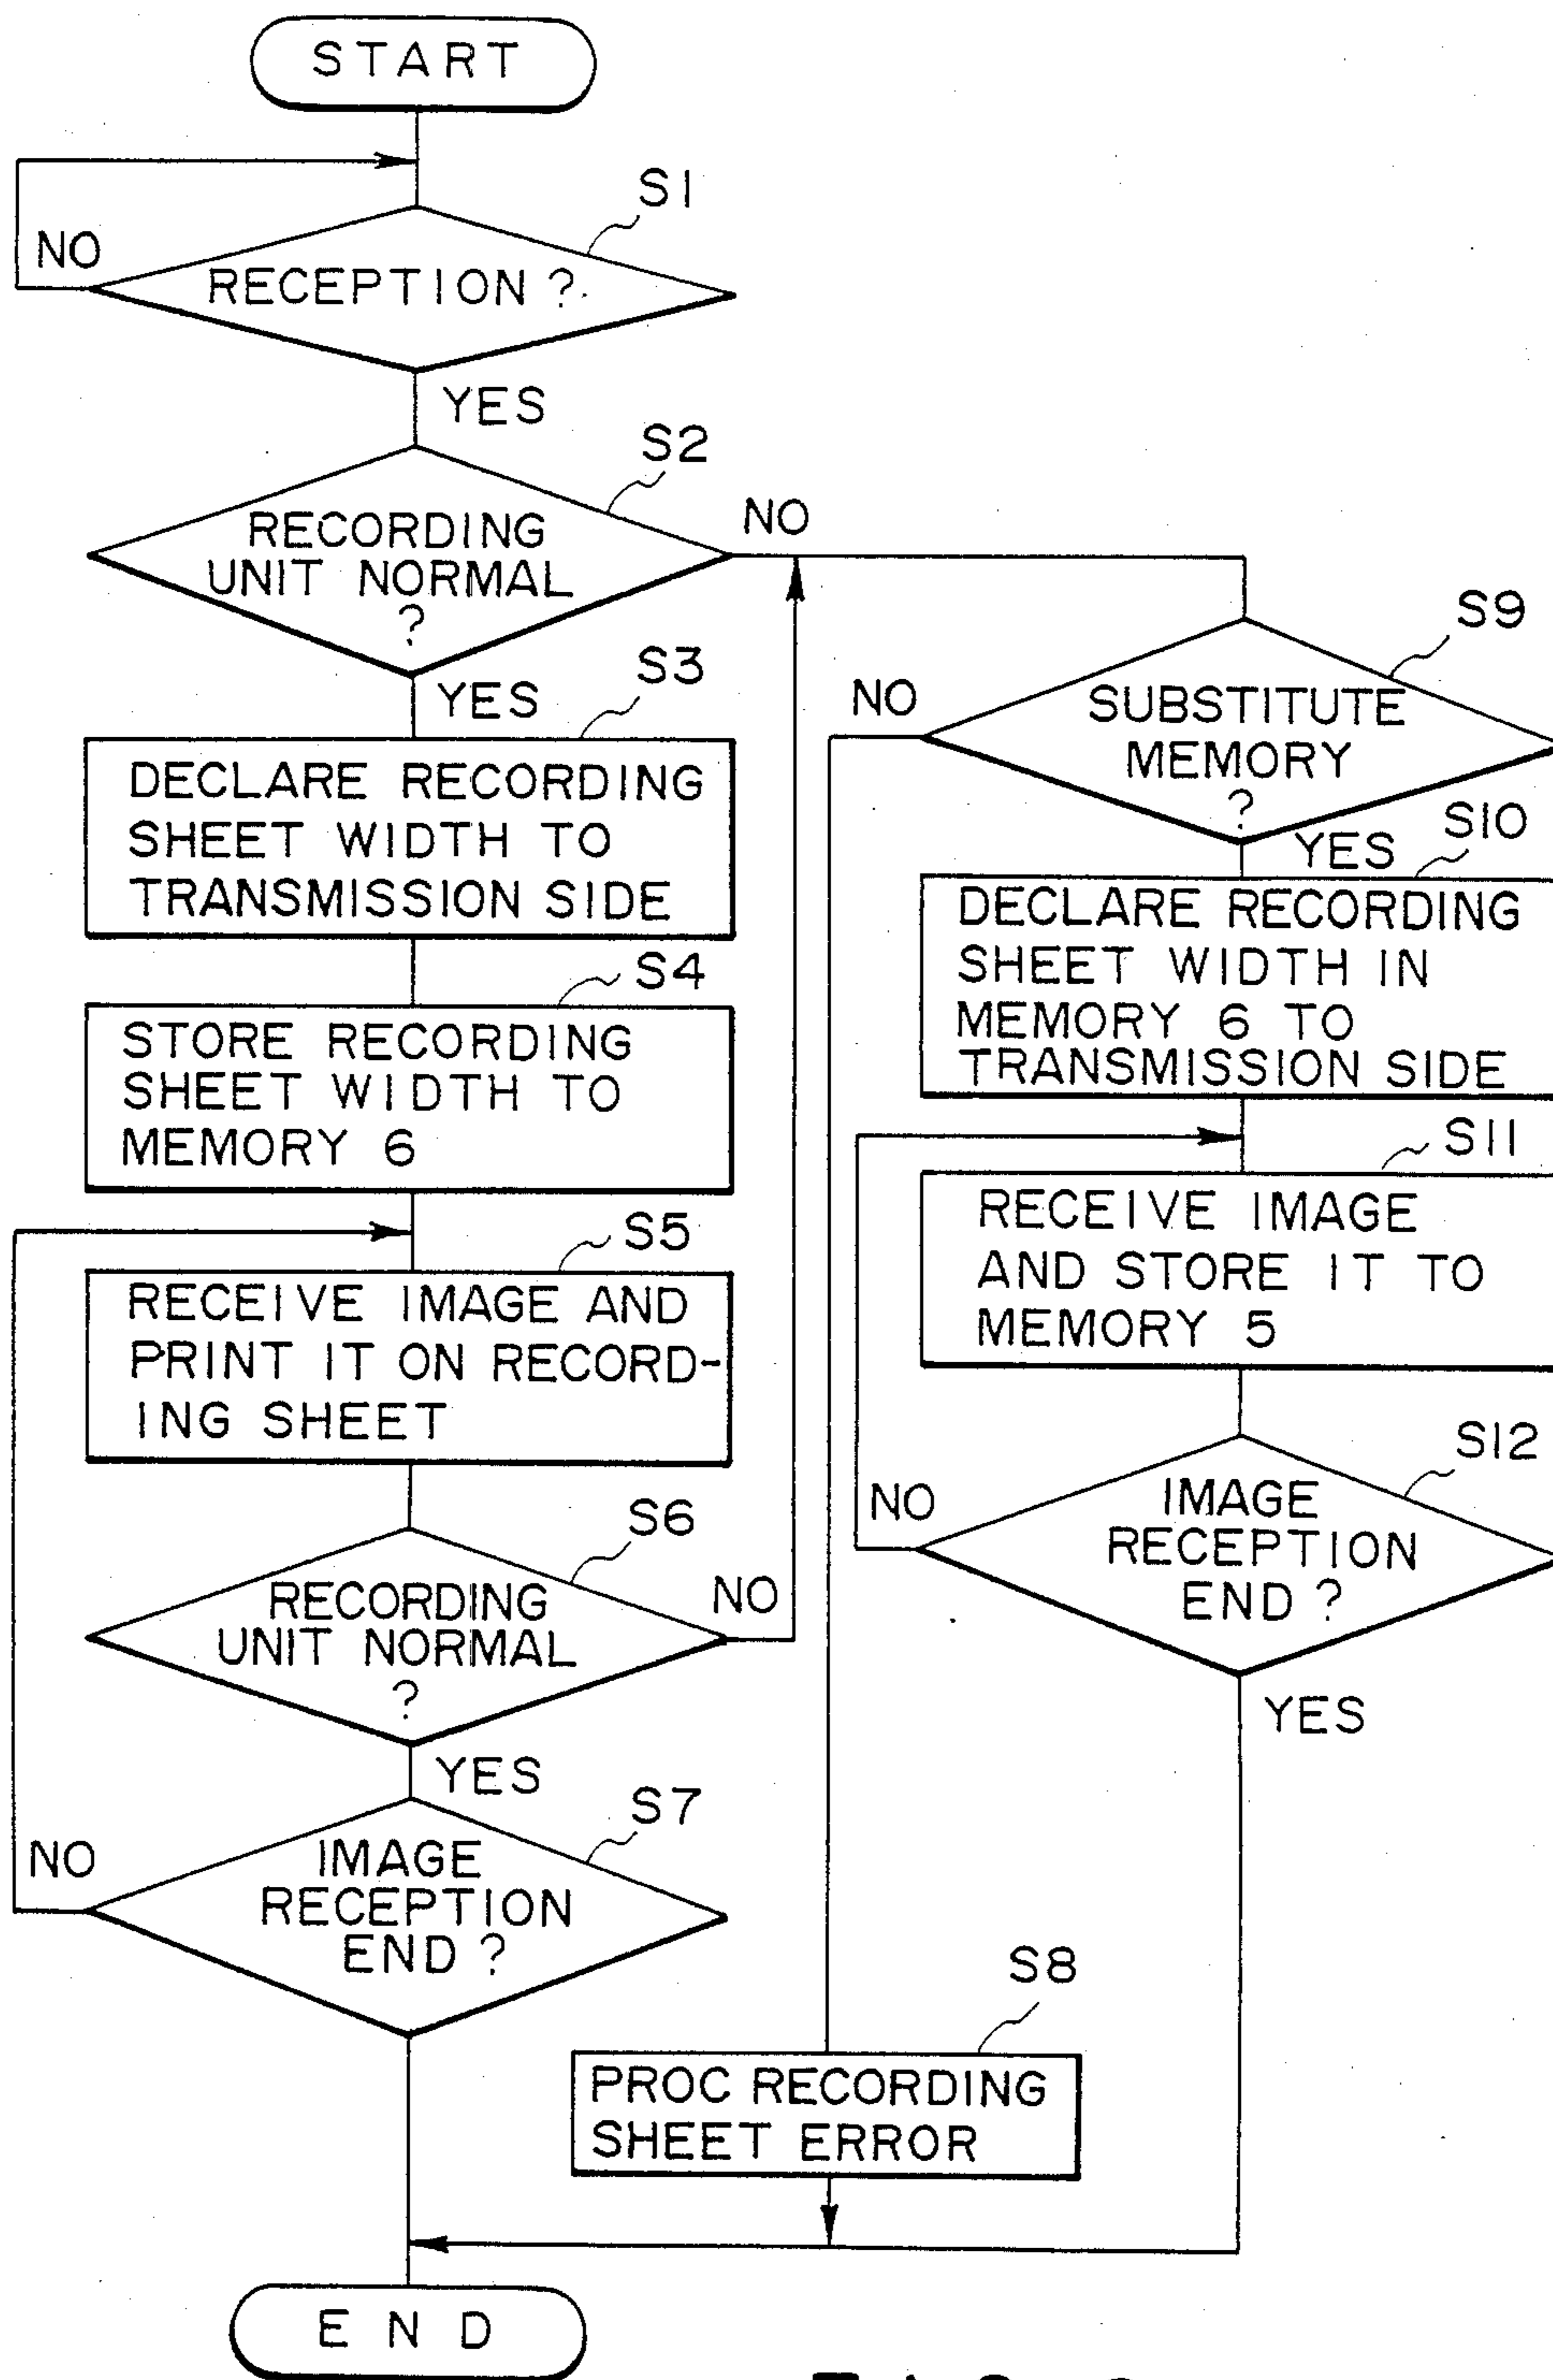 START
S1
NO
RECEPTION ?
YES
S2
NO
RECORDING
UNIT NORMAL
?
YES
S3
DECLARE RECORDING
SHEET WIDTH TO
TRANSMISSION SIDE
S4
STORE RECORDING
SHEET WIDTH TO
MEMORY 6
S5
RECEIVE IMAGE AND
PRINT IT ON RECORD-
ING SHEET
S6
RECORDING
UNIT NORMAL
?
NO
YES
S7
NO
IMAGE
RECEPTION
END ?
S9
NO
SUBSTITUTE
MEMORY
?
YES
S10
DECLARE RECORDING
SHEET WIDTH IN
MEMORY 6 TO
TRANSMISSION SIDE
S11
RECEIVE IMAGE
AND STORE IT TO
MEMORY 5
S12
NO
IMAGE
RECEPTION
END ?
YES
S8
PROC RECORDING
SHEET ERROR
END